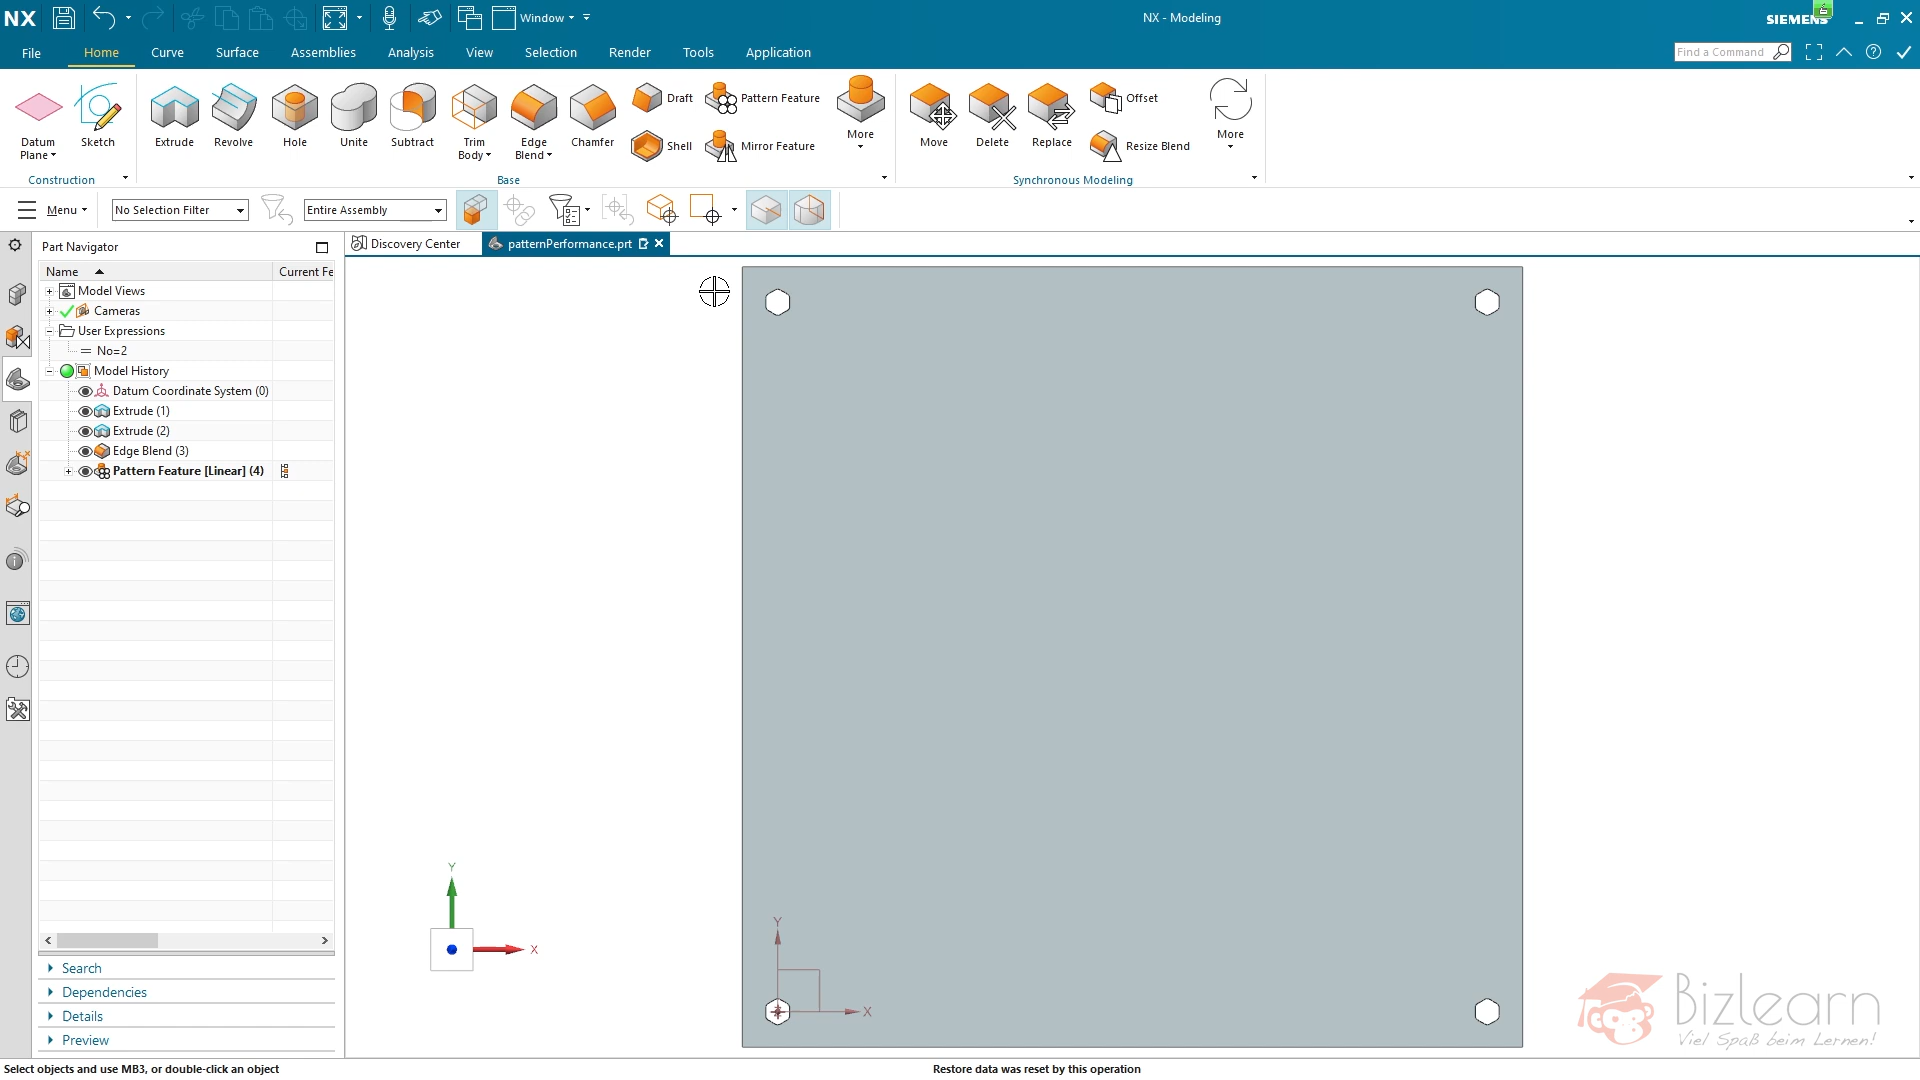 NX
Window
NX - Modeling
SIEMENS
File
Home
Curve
Surface
Assemblies
Analysis
View
Selection
Render
Tools
Application
Find a Command
Datum Plane
Sketch
Extrude
Revolve
Hole
Unite
Subtract
Trim Body
Edge Blend
Chamfer
Draft
Shell
Pattern Feature
Mirror Feature
More
Move
Delete
Replace
Offset
Resize Blend
More
Construction
Base
Synchronous Modeling
Menu
No Selection Filter
Entire Assembly
Part Navigator
Discovery Center
patternPerformance.prt
Name
Current Fe
Model Views
Cameras
User Expressions
No=2
Model History
Datum Coordinate System (0)
Extrude (1)
Extrude (2)
Edge Blend (3)
Pattern Feature [Linear] (4)
Y
X
Y
X
Search
Dependencies
Details
Preview
Bizlearn
Viel Spaß beim Lernen!
Select objects and use MB3, or double-click an object
Restore data was reset by this operation